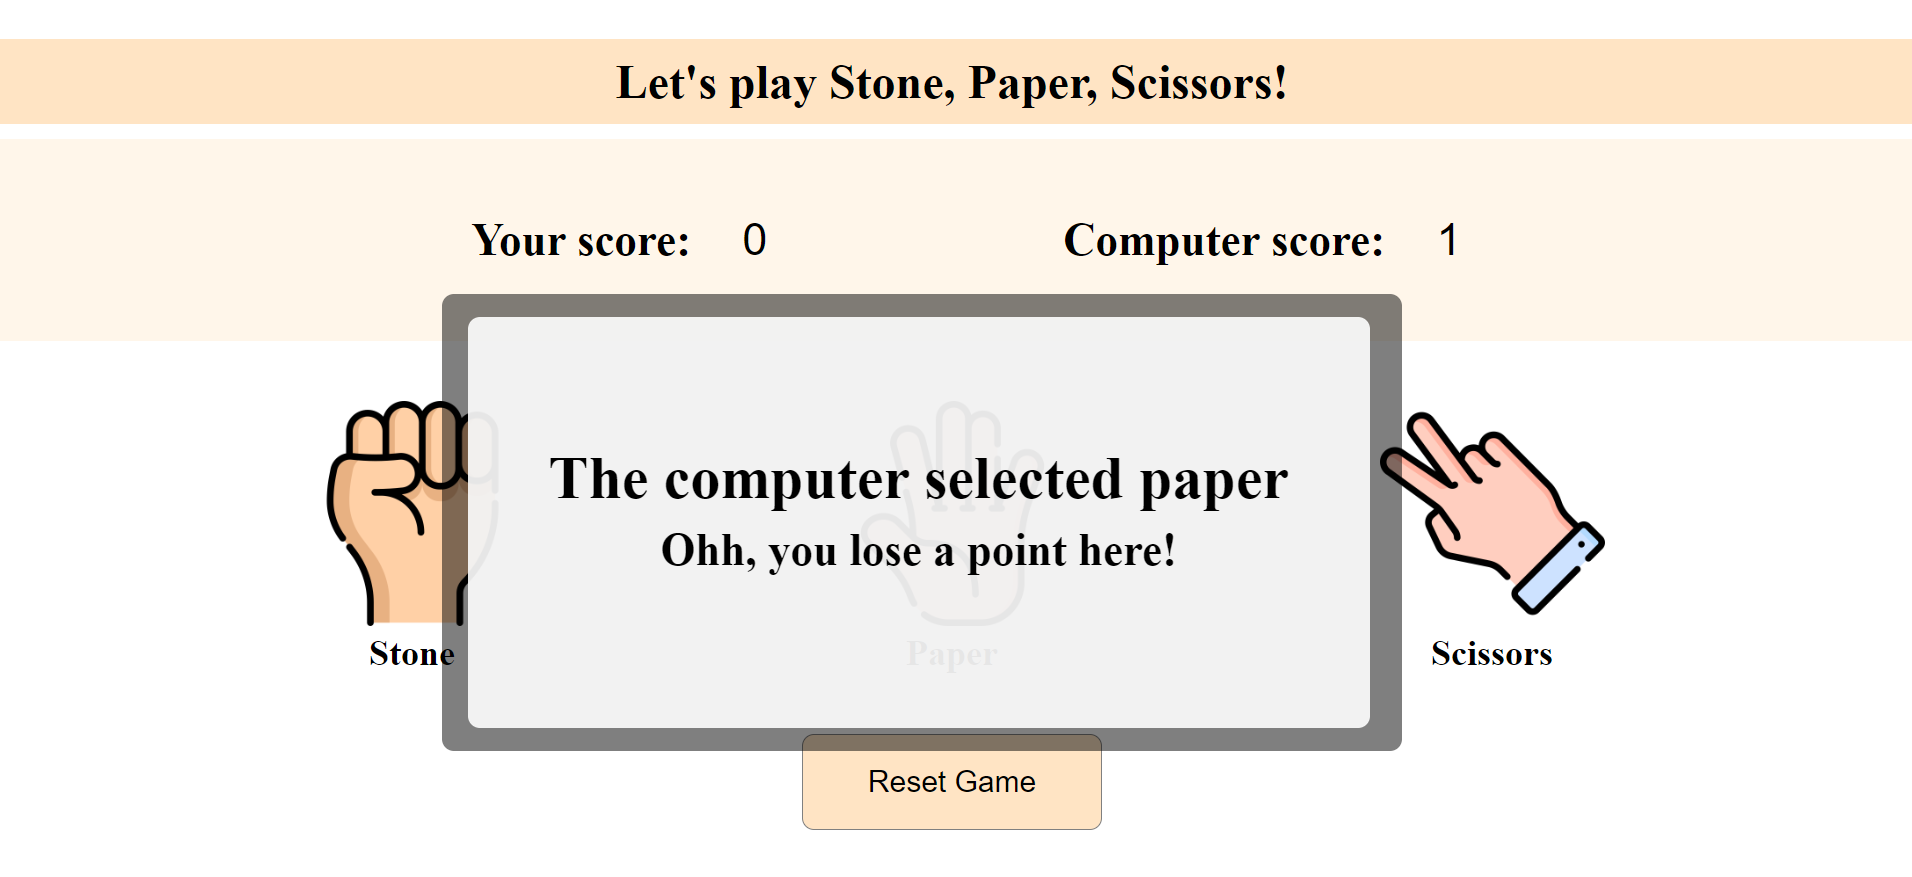 Let's play Stone, Paper, Scissors!
Your score: 0 Computer score: 1
The computer selected paper
Ohh, you lose a point here!
Stone Paper Scissors
Reset Game